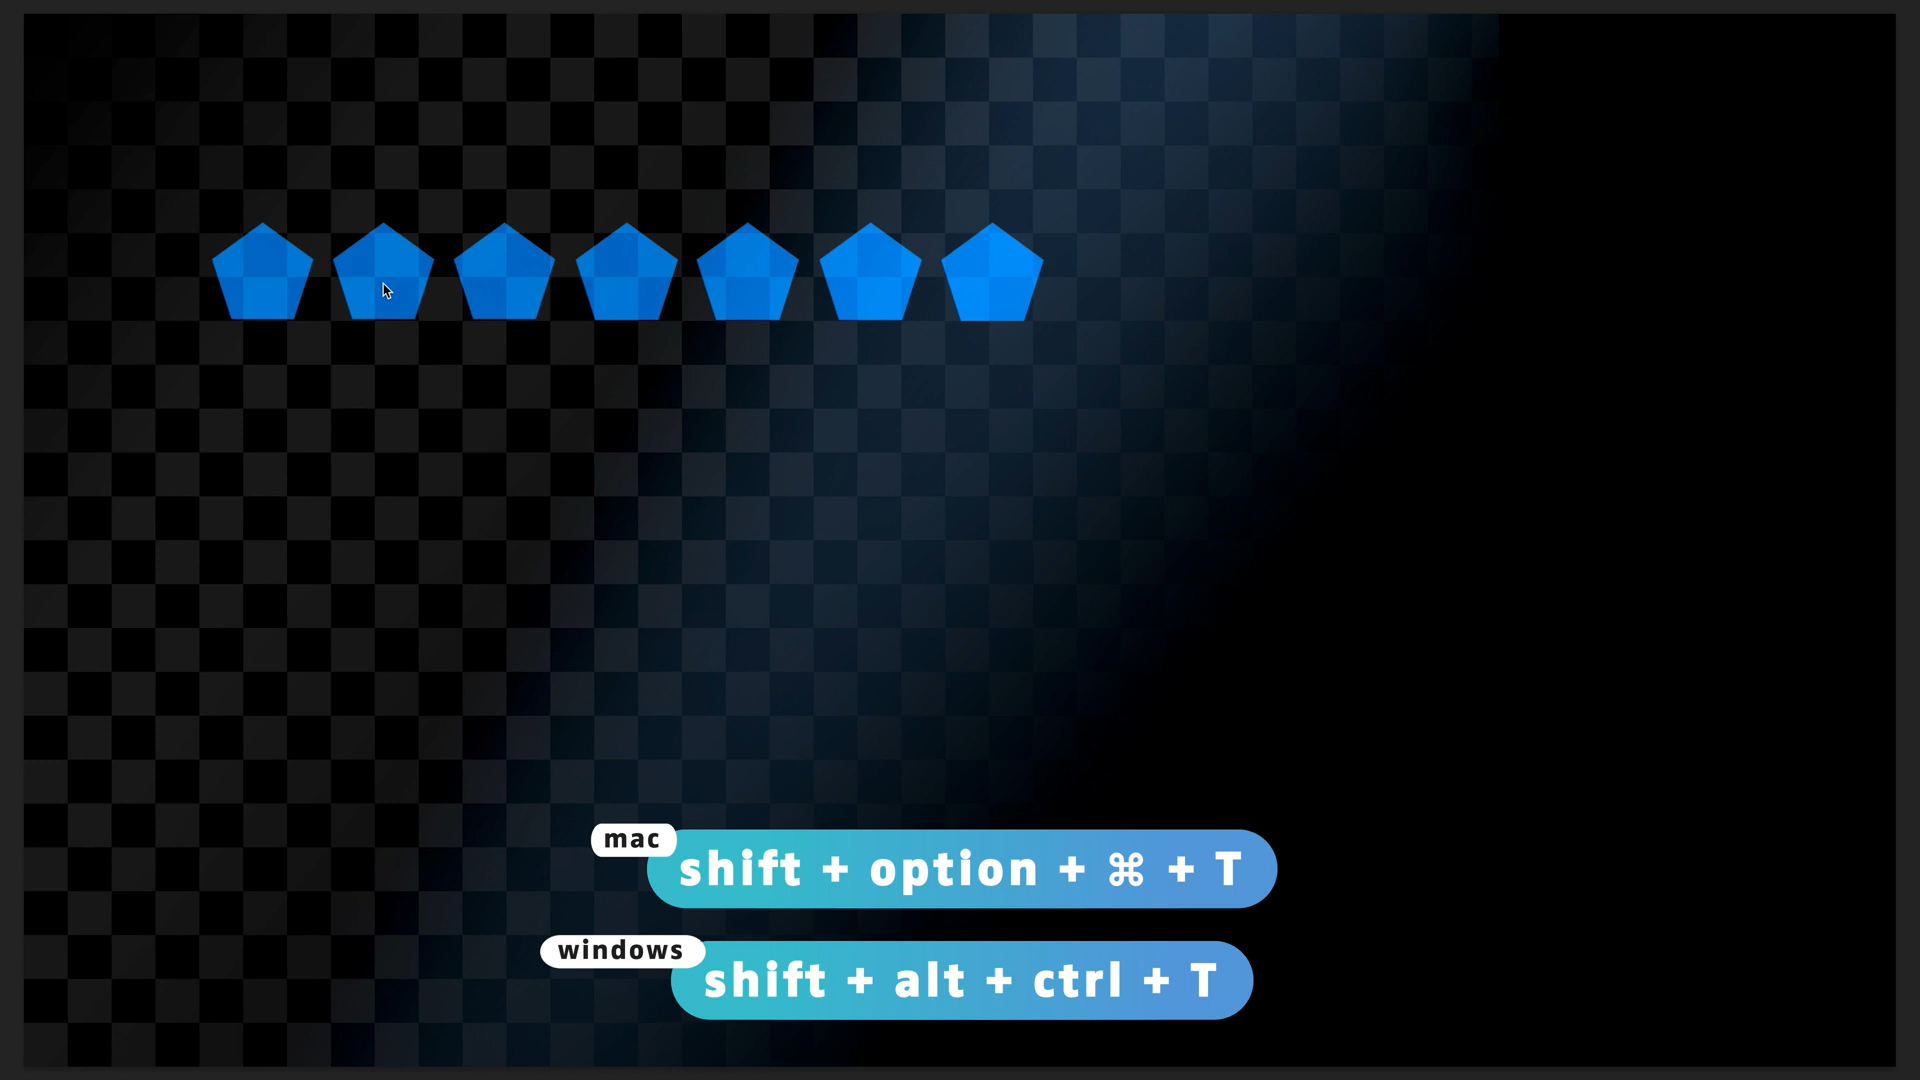 mac
shift + option + ⌘ + T
windows
shift + alt + ctrl + T